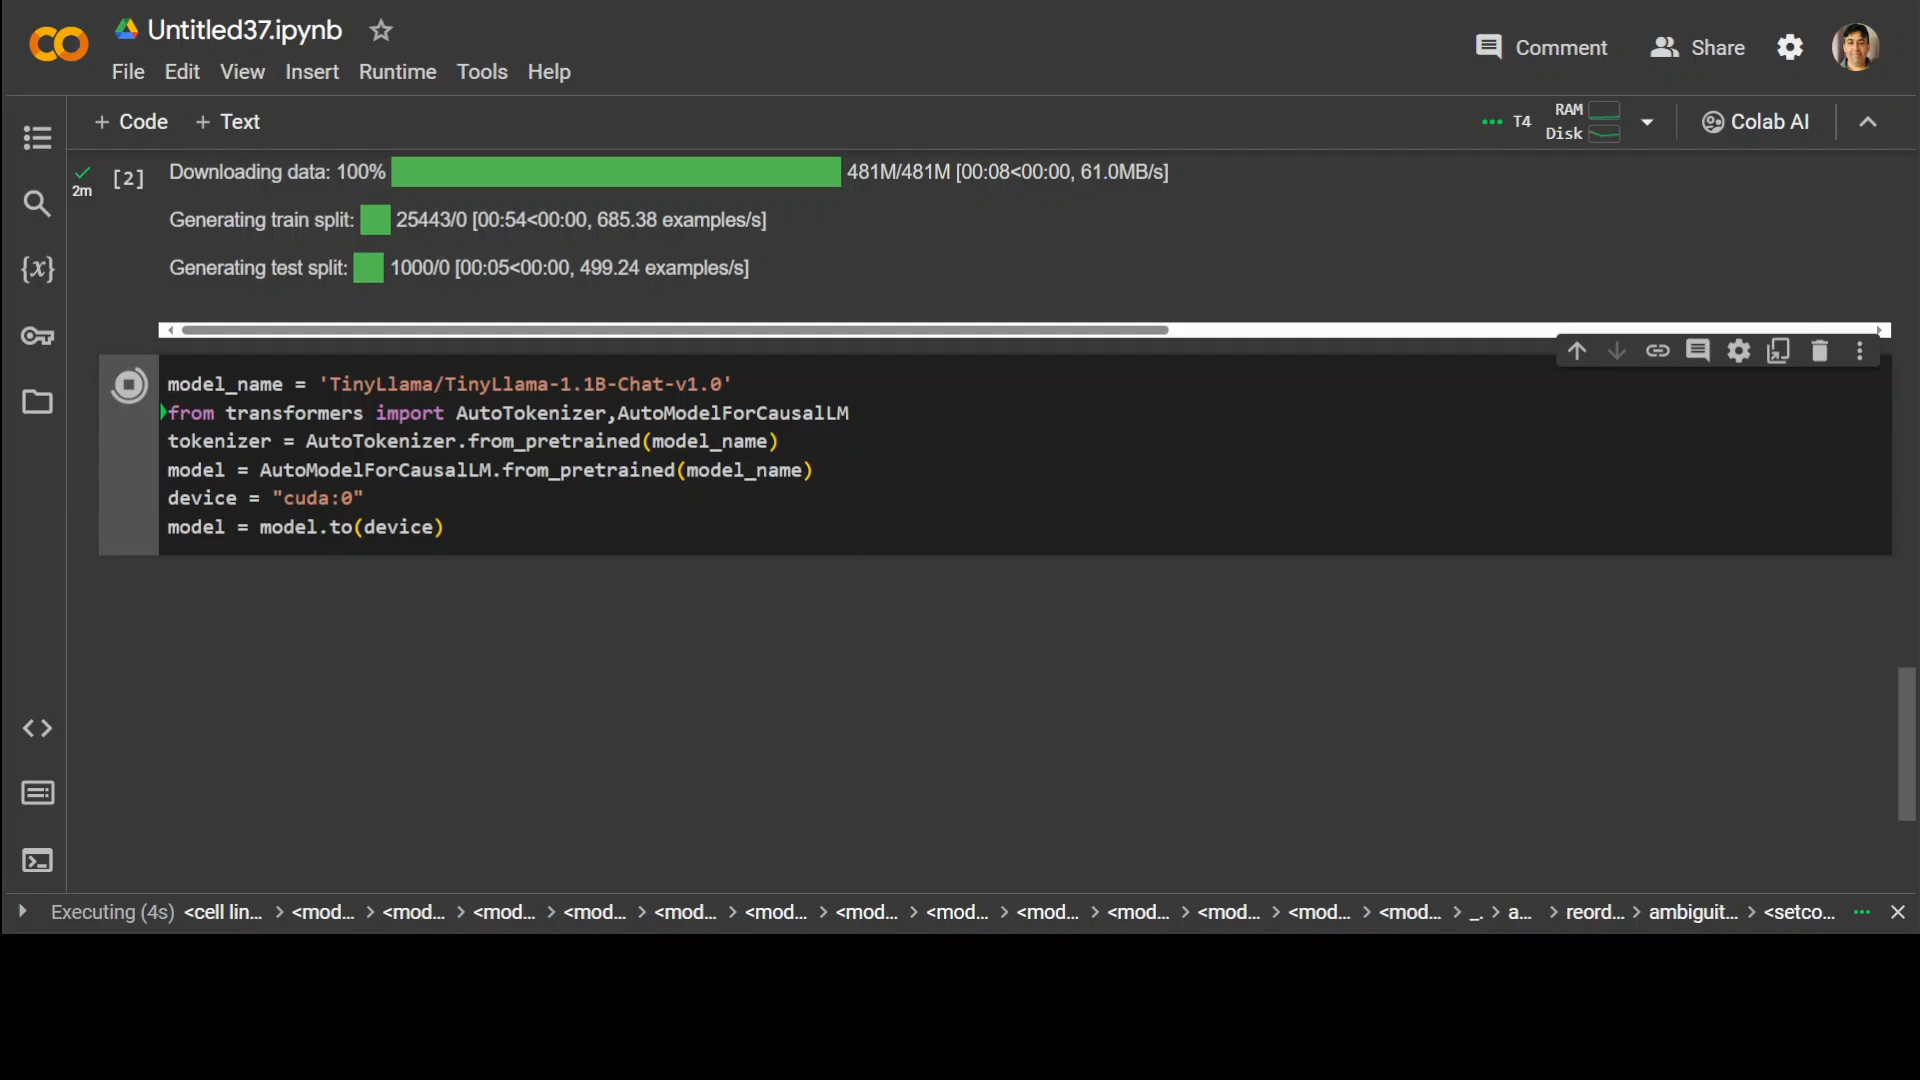 Untitled37.ipynb
File Edit View Insert Runtime Tools Help
Comment Share
+ Code + Text
T4 RAM Disk Colab AI
2m [2] Downloading data: 100% 481M/481M [00:08<00:00, 61.0MB/s]
Generating train split: 25443/0 [00:54<00:00, 685.38 examples/s]
Generating test split: 1000/0 [00:05<00:00, 499.24 examples/s]
{x}
model_name = 'TinyLlama/TinyLlama-1.1B-Chat-v1.0'
from transformers import AutoTokenizer,AutoModelForCausalLM
tokenizer = AutoTokenizer.from_pretrained(model_name)
model = AutoModelForCausalLM.from_pretrained(model_name)
device = "cuda:0"
model = model.to(device)
Executing (4s) <cell lin... > <mod... > <mod... > <mod... > <mod... > <mod... > <mod... > <mod... > <mod... > <mod... > <mod... > <mod... > <mod... > <mod... > _. > a... > reord... > ambiguit... > <setco...